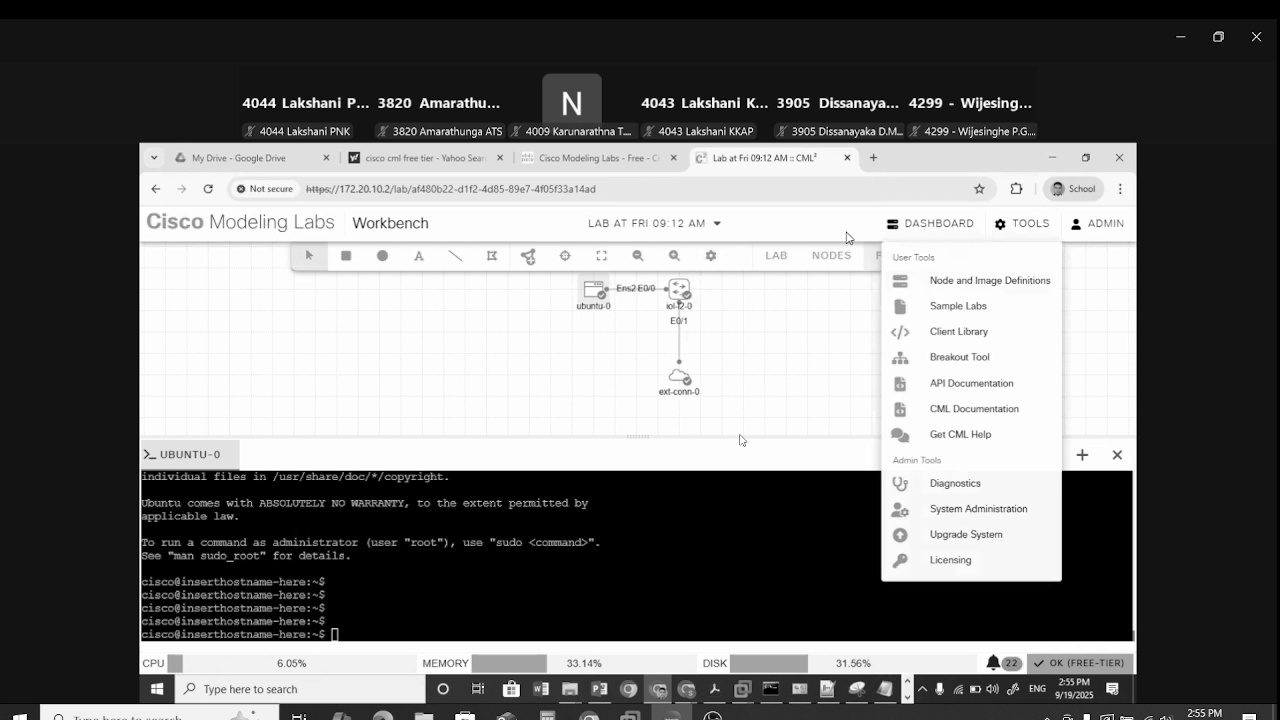 4044 Lakshani P... 3820 Amarathu... N 4043 Lakshani K... 3905 Dissanaya... 4299 - Wijesing...
4044 Lakshani PNK 3820 Amarathunga ATS 4009 Karunarathna T... 4043 Lakshani KKAP 3905 Dissanayaka D.M... 4299 - Wijesinghe P.G....
My Drive - Google Drive cisco cml free tier - Yahoo Sear Cisco Modeling Labs - Free - Ci Lab at Fri 09:12 AM :: CML²
Not secure https://172.20.10.2/lab/af480b22-d1f2-4d85-89e7-4f05f33a14ad School
Cisco Modeling Labs Workbench LAB AT FRI 09:12 AM DASHBOARD TOOLS ADMIN
A LAB NODES
User Tools
Node and Image Definitions
Sample Labs
Client Library
Breakout Tool
API Documentation
CML Documentation
Get CML Help
Admin Tools
Diagnostics
System Administration
Upgrade System
Licensing
Ens2 E0/0
ubuntu-0 iol-l2-0
E0/1
ext-conn-0
UBUNTU-0
individual files in /usr/share/doc/*/copyright.
Ubuntu comes with ABSOLUTELY NO WARRANTY, to the extent permitted by
applicable law.
To run a command as administrator (user "root"), use "sudo <command>".
See "man sudo_root" for details.
cisco@inserthostname-here:~$
cisco@inserthostname-here:~$
cisco@inserthostname-here:~$
cisco@inserthostname-here:~$
cisco@inserthostname-here:~$
CPU 6.05% MEMORY 33.14% DISK 31.56% 22 OK (FREE-TIER)
Type here to search ENG 2:55 PM
9/19/2025
Type here to search 2:55 PM